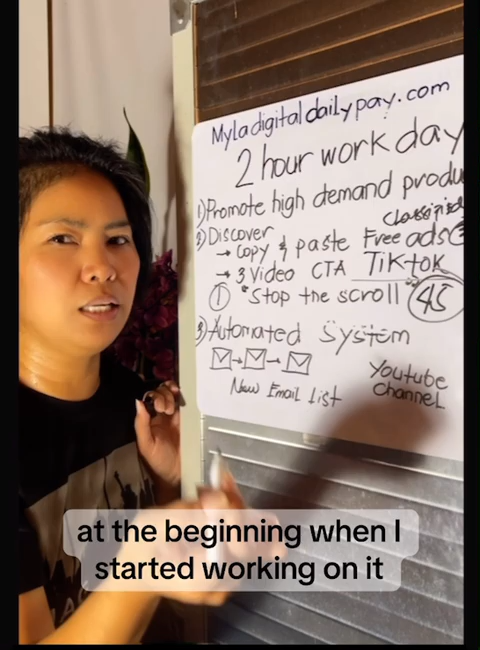 Myladigitaldailypay.com
2 hour work day
1) Promote high demand produ
Classified
2) Discover
→ copy & paste Free ads
→ 3 Video CTA TikTok
① "Stop the scroll 45
3) Automated System
New Email list
Youtube
Channel
at the beginning when I
started working on it